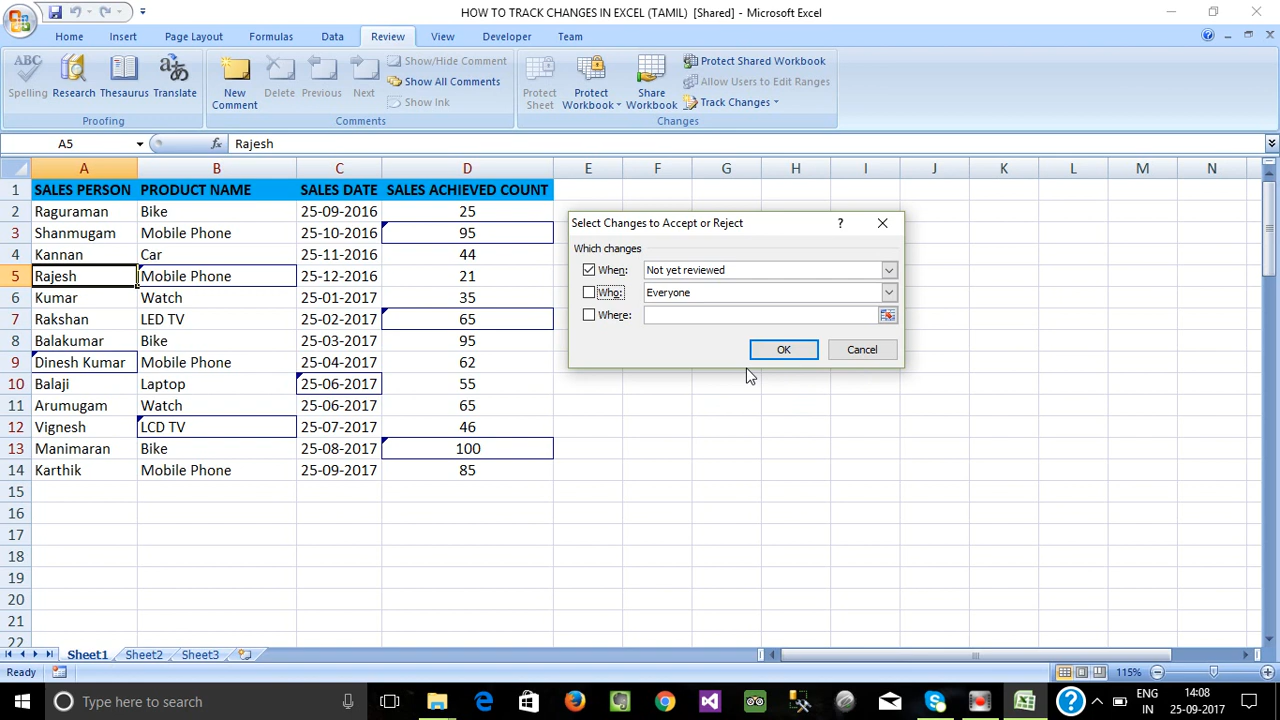 HOW TO TRACK CHANGES IN EXCEL (TAMIL) [Shared] - Microsoft Excel
Home Insert Page Layout Formulas Data Review View Developer Team
ABC
Spelling Research Thesaurus Translate
Proofing
New Comment Delete Previous Next
Show/Hide Comment
Show All Comments
Show Ink
Comments
Protect Sheet Protect Workbook Share Workbook
Protect Shared Workbook
Allow Users to Edit Ranges
Track Changes
Changes
A5 fx Rajesh
A B C D E F G H I J K L M N
1 SALES PERSON PRODUCT NAME SALES DATE SALES ACHIEVED COUNT
2 Raguraman Bike 25-09-2016 25
3 Shanmugam Mobile Phone 25-10-2016 95
4 Kannan Car 25-11-2016 44
5 Rajesh Mobile Phone 25-12-2016 21
6 Kumar Watch 25-01-2017 35
7 Rakshan LED TV 25-02-2017 65
8 Balakumar Bike 25-03-2017 95
9 Dinesh Kumar Mobile Phone 25-04-2017 62
10 Balaji Laptop 25-06-2017 55
11 Arumugam Watch 25-06-2017 65
12 Vignesh LCD TV 25-07-2017 46
13 Manimaran Bike 25-08-2017 100
14 Karthik Mobile Phone 25-09-2017 85
15
16
17
18
19
20
21
22
Select Changes to Accept or Reject ?
Which changes
When: Not yet reviewed
Who: Everyone
Where:
OK Cancel
Sheet1 Sheet2 Sheet3
Ready 115%
Type here to search
ENG 14:08
IN 25-09-2017